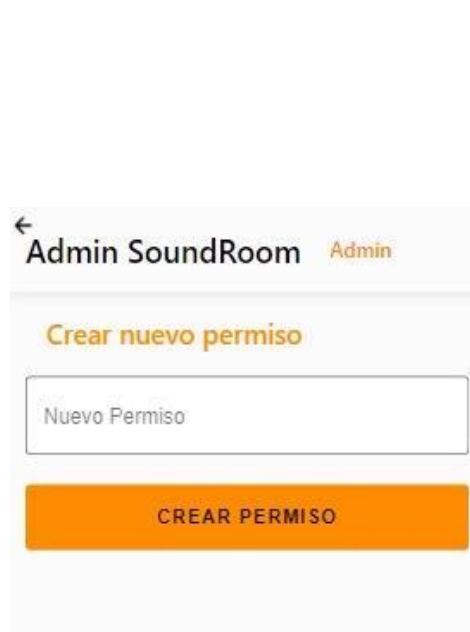 Admin SoundRoom Admin
Crear nuevo permiso
Nuevo Permiso
CREAR PERMISO